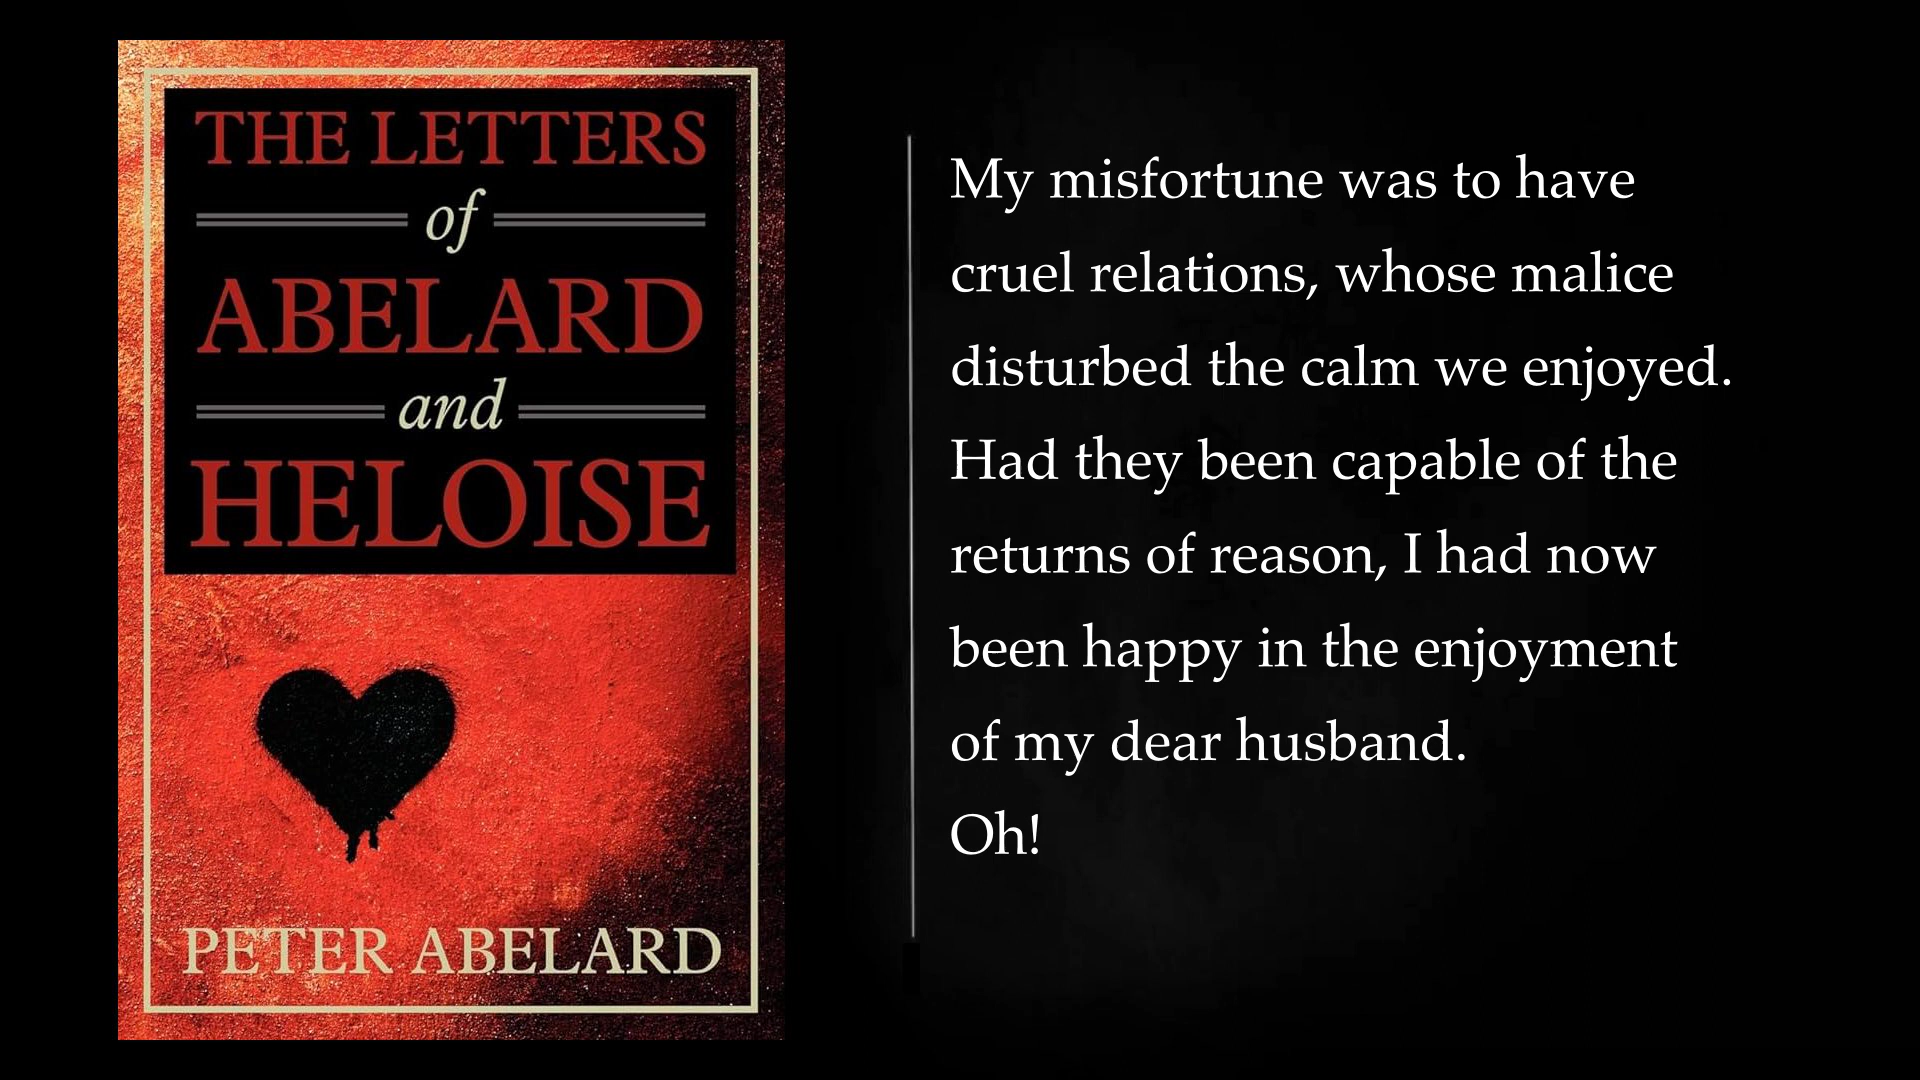 THE LETTERS
of
ABELARD
and
HELOISE
PETER ABELARD
My misfortune was to have
cruel relations, whose malice
disturbed the calm we enjoyed.
Had they been capable of the
returns of reason, I had now
been happy in the enjoyment
of my dear husband.
Oh!